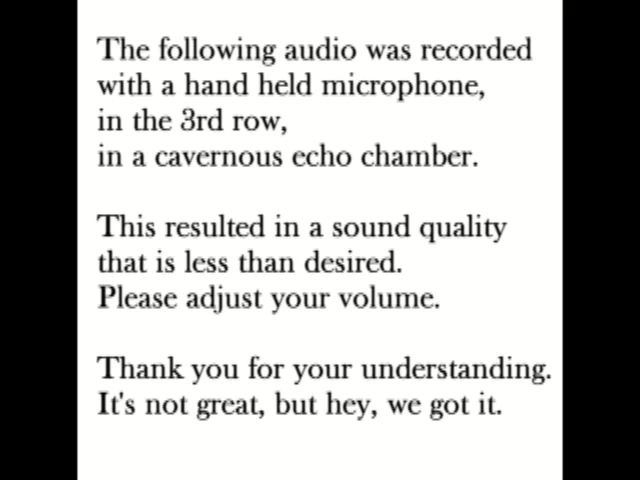 The following audio was recorded
with a hand held microphone,
in the 3rd row,
in a cavernous echo chamber.
This resulted in a sound quality
that is less than desired.
Please adjust your volume.
Thank you for your understanding.
It's not great, but hey, we got it.